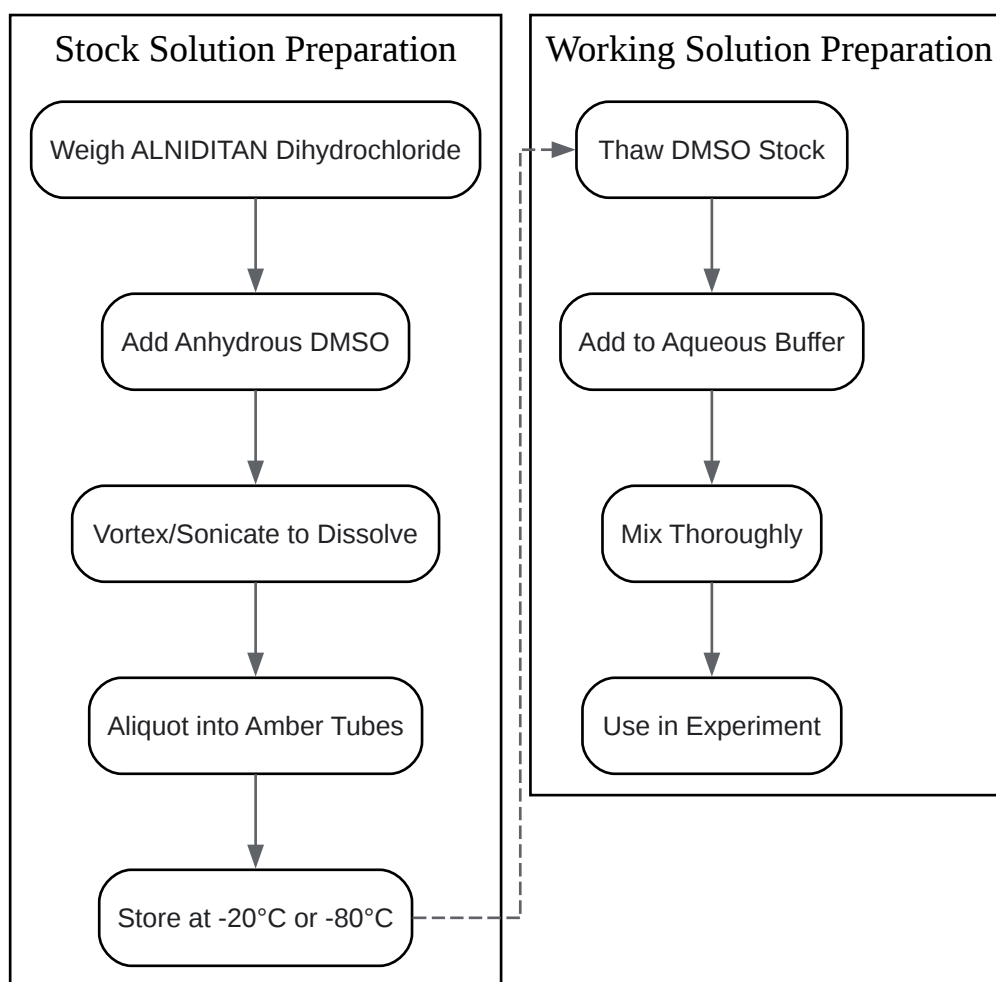 Stock Solution Preparation
Weigh ALNIDITAN Dihydrochloride
Add Anhydrous DMSO
Vortex/Sonicate to Dissolve
Aliquot into Amber Tubes
Store at -20°C or -80°C
Working Solution Preparation
Thaw DMSO Stock
Add to Aqueous Buffer
Mix Thoroughly
Use in Experiment